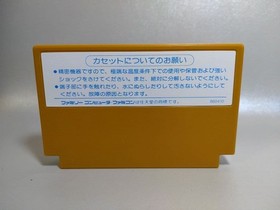 カセットについてのお願い
●精密機器ですので、極端な温度条件下での使用や保管および強い
ショックをさけてください。また、絶対に分解しないでください。
●端子部に手を触れたり、水にぬらしたりして汚さないようにして
ください。故障の原因となります。
ファミリーコンピュータ・ファミコンは任天堂の商標です。